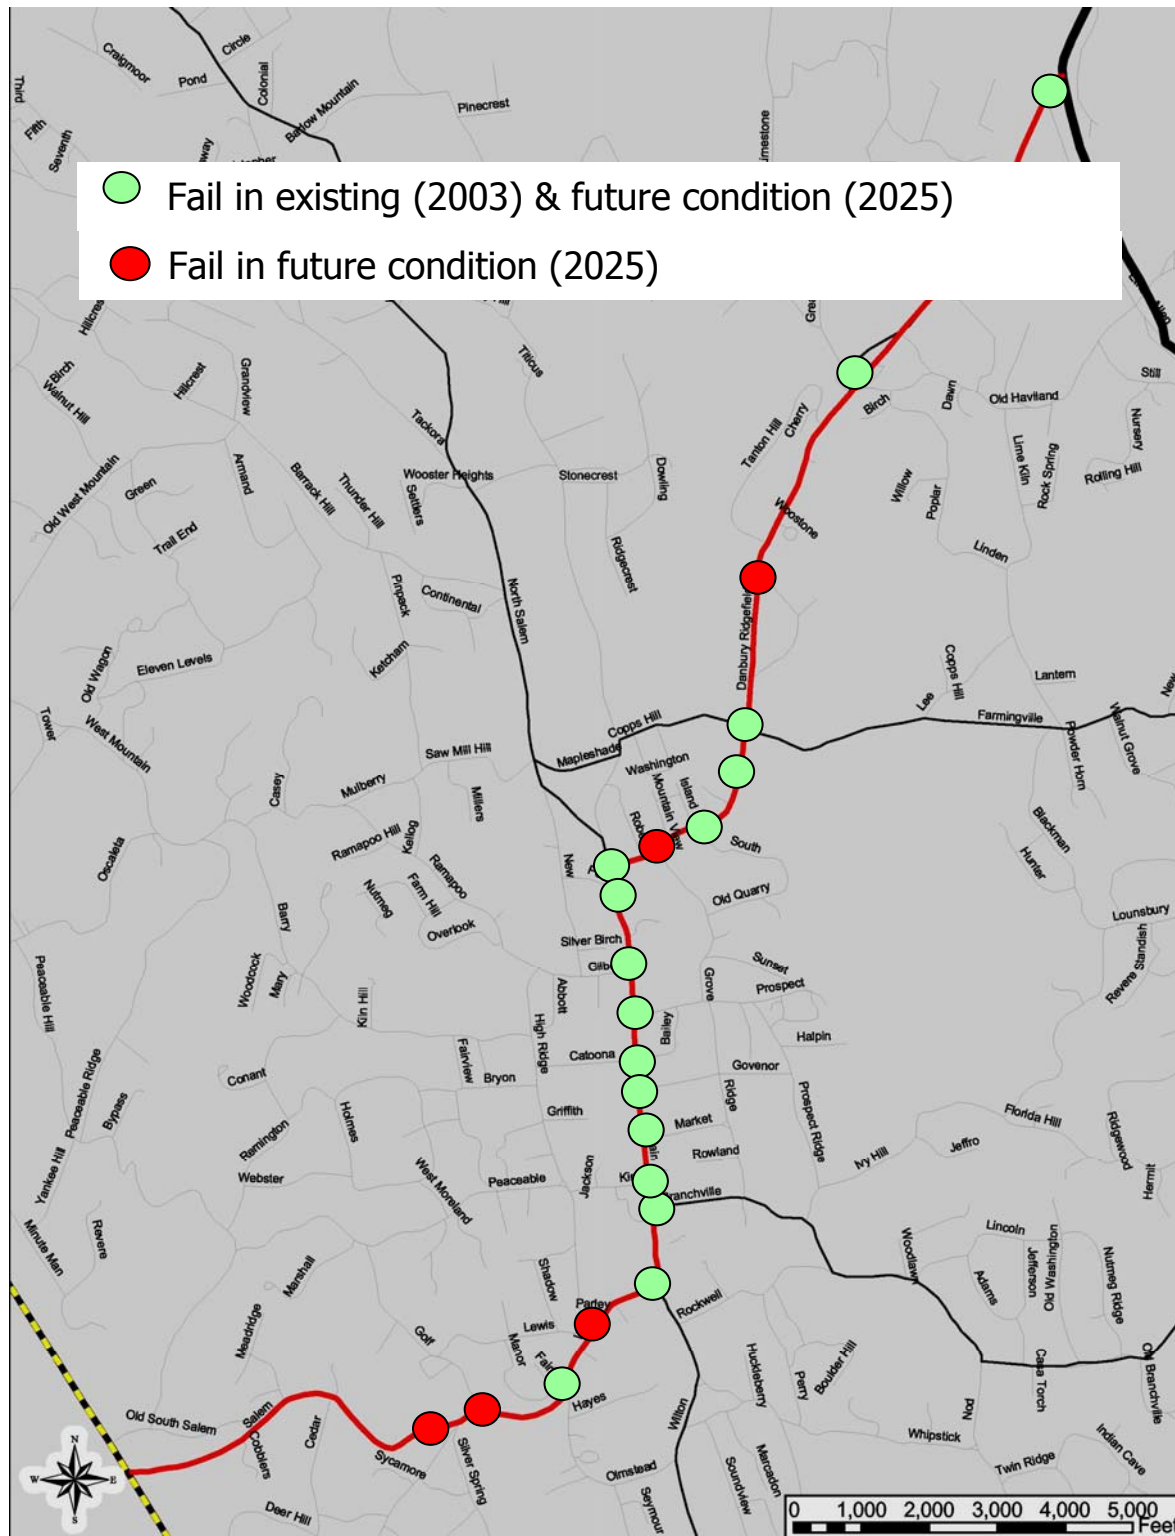 Craigmoor
Circle
Pond
Colonial
Barlow Mountain
Pinecrest
Third
Fifth
Seventh
Fail in existing (2003) & future condition (2025)
Fail in future condition (2025)
Hillcrest
Titicus
Birch
Walnut Hill
Hillcrest
Grandview
Tackora
Tanton Hill
Cherry
Birch
Dawn
Old Haviland
Still
Nursery
Old West Mountain
Green
Armand
Barrack Hill
Thunder Hill
Wooster Heights
Settlers
Stonecrest
Dowling
Willow
Poplar
Lime Kiln
Rock Spring
Rolling Hill
Trail End
Woostone
Linden
Ridgecrest
Pinpack
Continental
North Salem
Danbury Ridgefield
Old Wagon
Eleven Levels
Ketcham
Copps Hill
Lantern
Lee
Farmingville
New
Tower
West Mountain
Copps Hill
Mapleshade
Washington
Saw Mill Hill
Walnut Grove
Powder Horn
Casey
Mulberry
Millers
Mountain View
Island
South
Blackman
Hunter
Oscaleta
Ramapoo Hill
Kellog
Ramapoo
New
Nutmeg
Farm Hill
Overlook
Old Quarry
Lounsbury
Barry
Silver Birch
Standish
Revere
Peaceable Hill
Woodcock
Mary
Kiln Hill
Abbott
Grove
Sunset
Prospect
High Ridge
Bailey
Halpin
Fairview
Bryon
Catoona
Govenor
Conant
Peaceable Ridge
Bypass
Holmes
Griffith
Ridge
Market
Prospect Ridge
Florida Hill
Ridgewood
Remington
Rowland
Ivy Hill
Jeffro
Yankee Hill
Webster
West Moreland
Peaceable
Jackson
Hermit
Minute Man
Revere
Woodlawn
Lincoln
Jefferson
Old Washington
Nutmeg Ridge
Adams
Marshall
Shadow
Rockwell
Meadridge
Golf
Lewis
Manor
Huckleberry
Perry
Boulder Hill
Casa Torch
Old Branchville
Hayes
Old South Salem
Salem
Cobblers
Cedar
Sycamore
Silver Spring
Wilton
Nod
Whipstick
Indian Cave
Twin Ridge
Olmstead
Seymour
Soundview
Marcadon
Deer Hill
N
W E
S
0 1,000 2,000 3,000 4,000 5,000
Feet